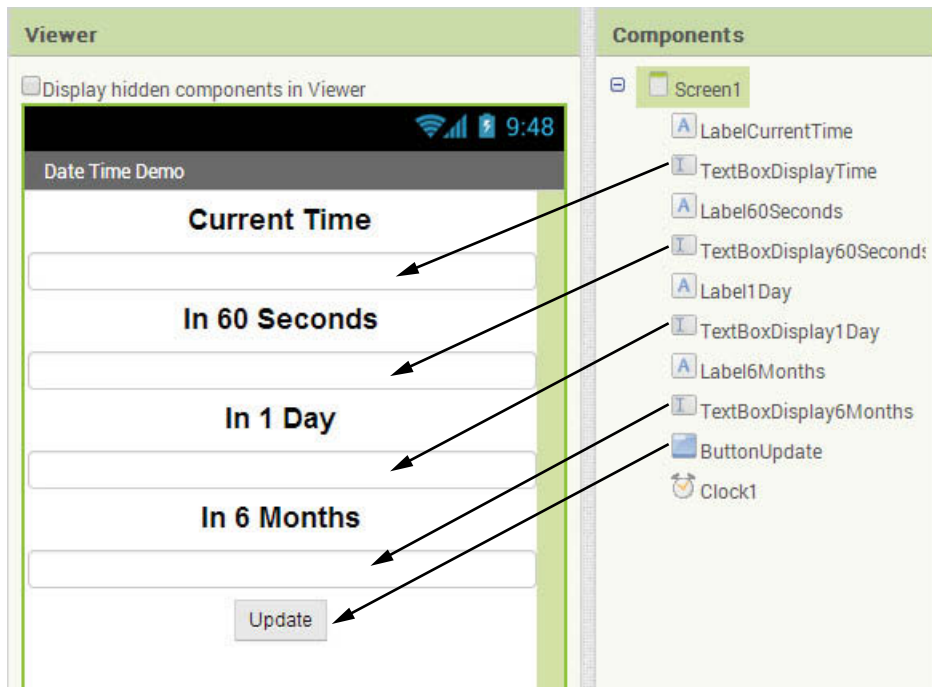 Viewer
Display hidden components in Viewer
9:48
Date Time Demo
Current Time
In 60 Seconds
In 1 Day
In 6 Months
Update
Components
Screen1
A LabelCurrentTime
TextBoxDisplayTime
A Label60Seconds
TextBoxDisplay60Seconds
A Label1Day
TextBoxDisplay1Day
A Label6Months
TextBoxDisplay6Months
ButtonUpdate
Clock1